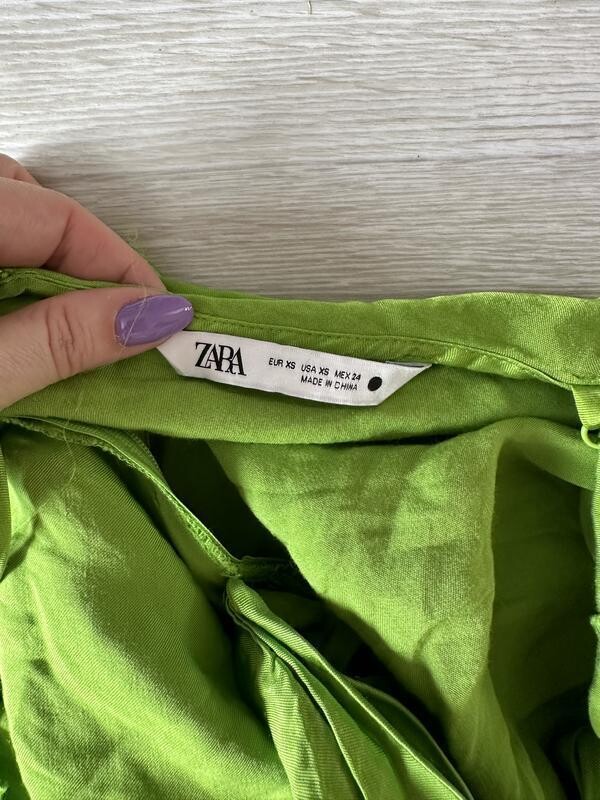 ZARA
EUR XS USA XS MEX 24
MADE IN CHINA